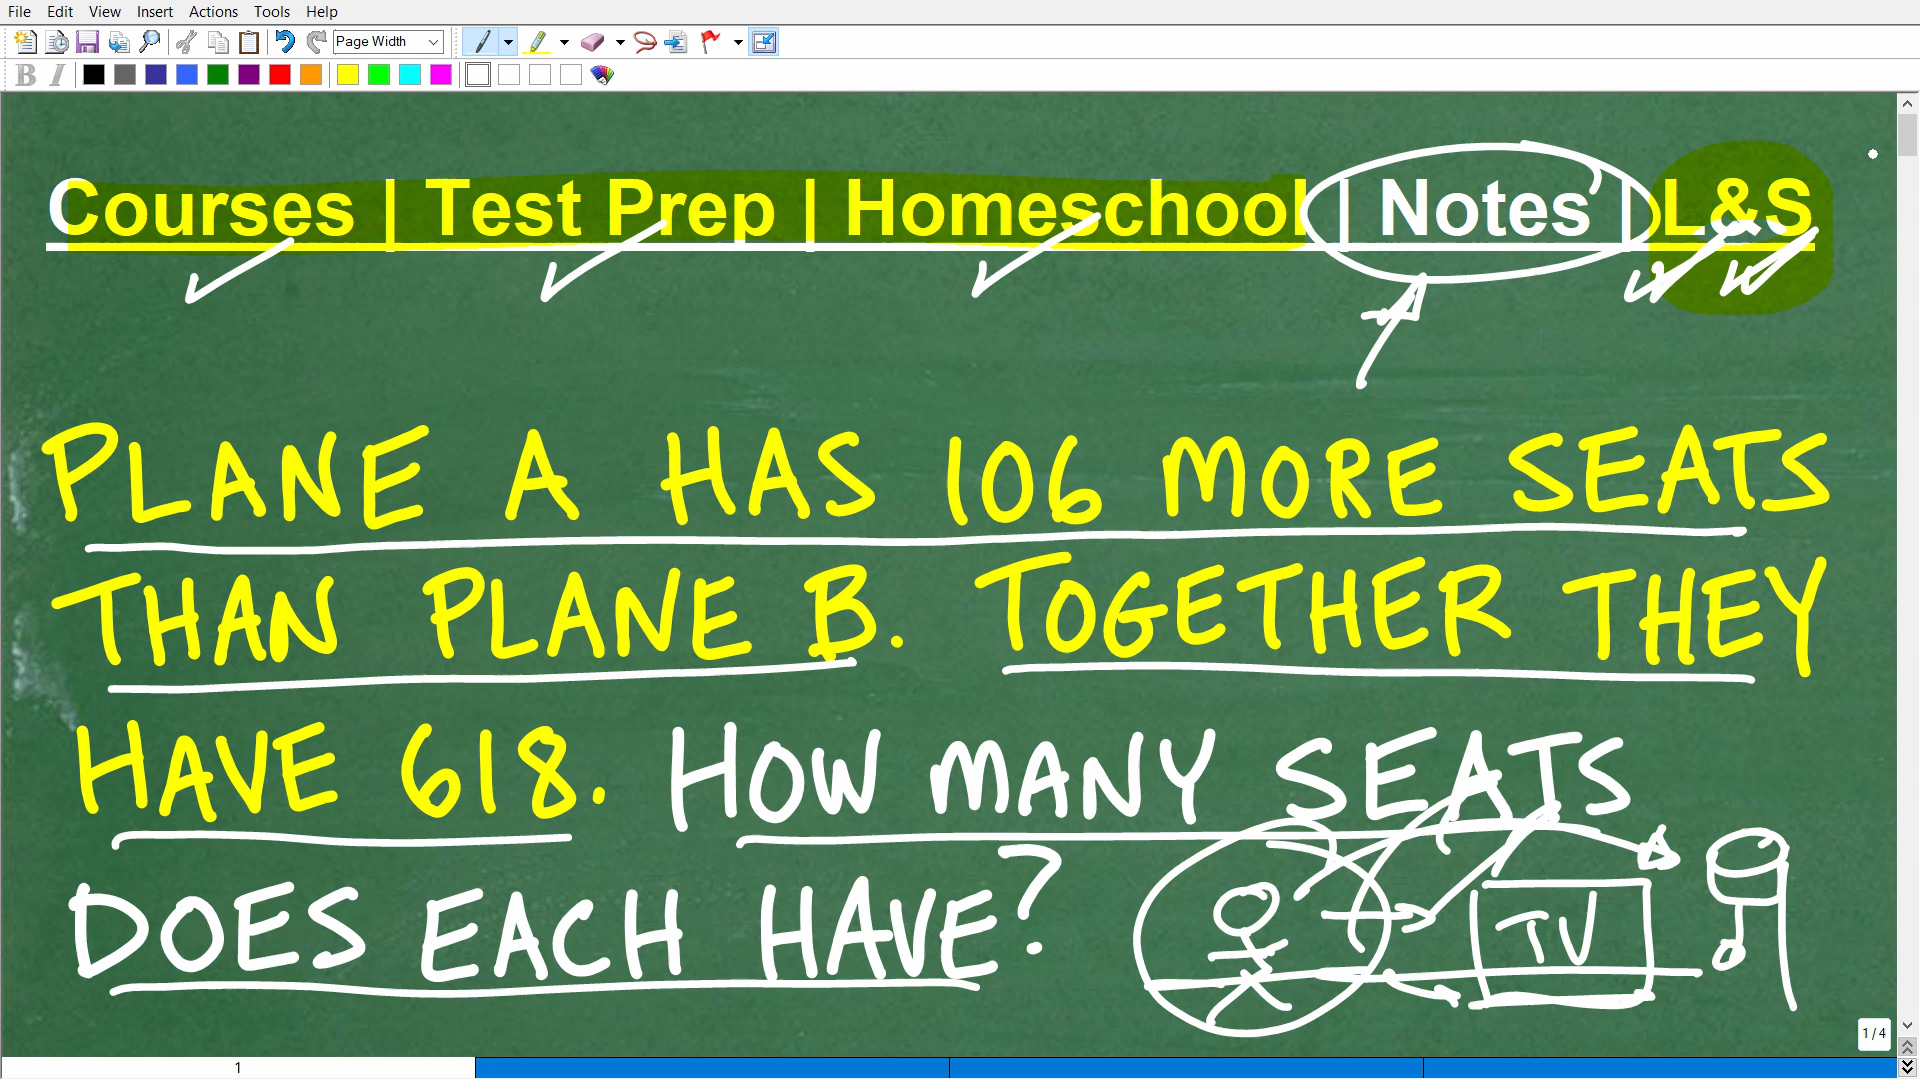 File Edit View Insert Actions Tools Help
Page Width
B I
Courses | Test Prep | Homeschool | Notes | L&S
PLANE A HAS 106 MORE SEATS
THAN PLANE B. TOGETHER THEY
HAVE 618. HOW MANY SEATS
DOES EACH HAVE?
TV
1 / 4
1